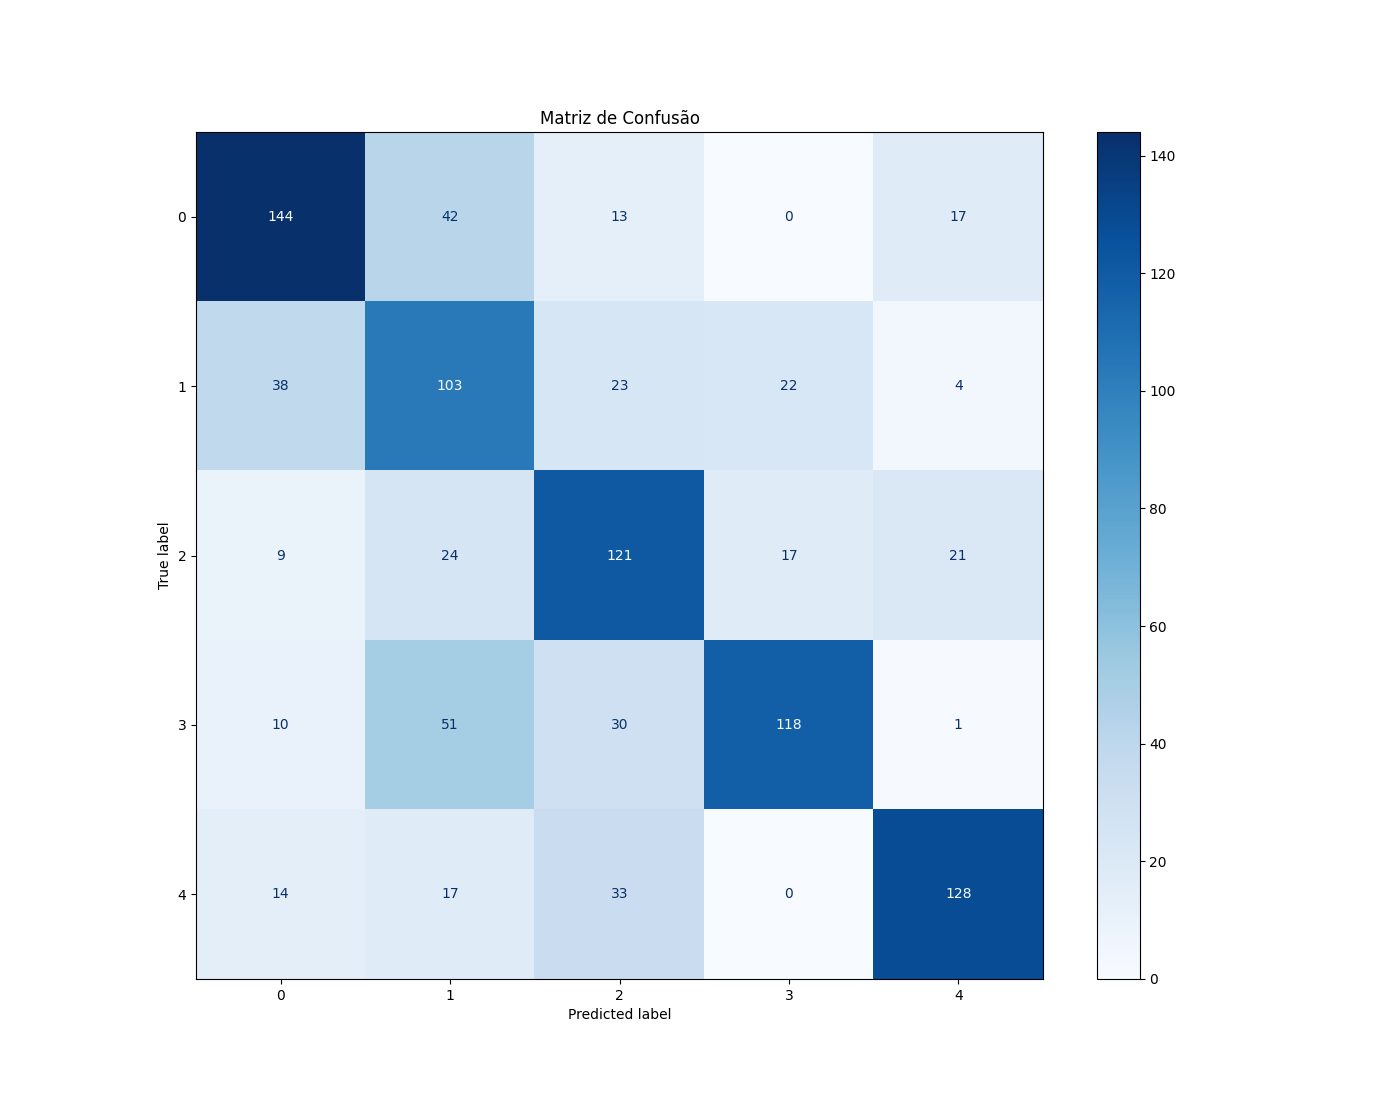 Matriz de Confusão
True label
0 144 42 13 0 17
1 38 103 23 22 4
2 9 24 121 17 21
3 10 51 30 118 1
4 14 17 33 0 128
0 1 2 3 4
Predicted label
140
120
100
80
60
40
20
0